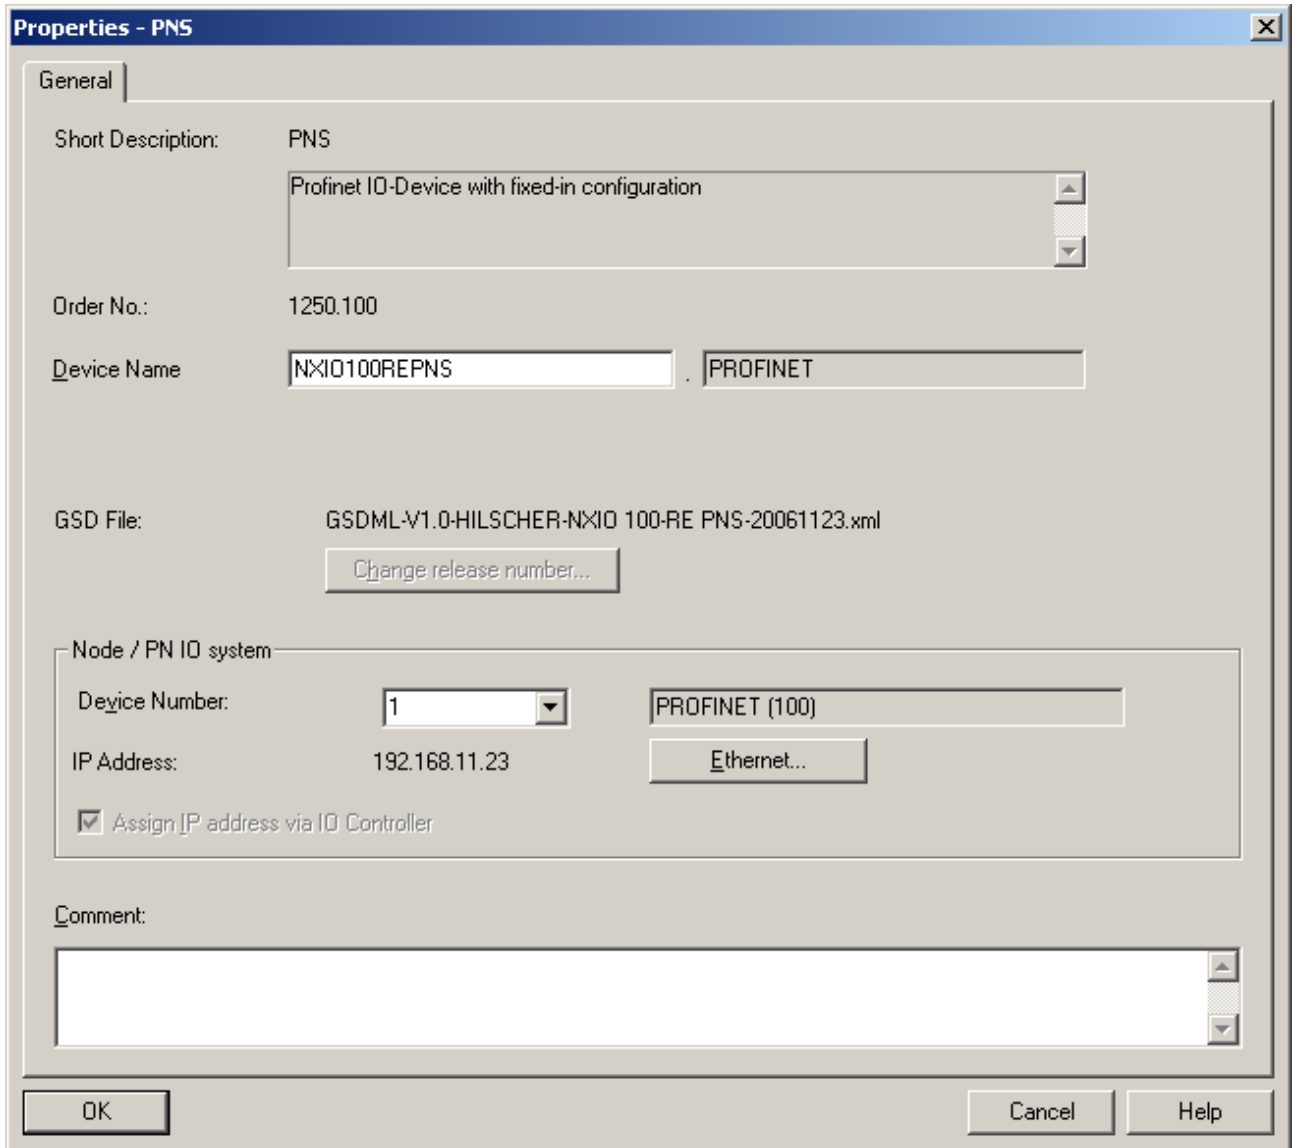 Properties - PNS
General
Short Description: PNS
Profinet IO-Device with fixed-in configuration
Order No.: 1250.100
Device Name NXIO100REPNS . PROFINET
GSD File: GSDML-V1.0-HILSCHER-NXIO 100-RE PNS-20061123.xml
Change release number...
Node / PN IO system
Device Number: 1 PROFINET (100)
IP Address: 192.168.11.23 Ethernet...
Assign IP address via IO Controller
Comment:
OK Cancel Help